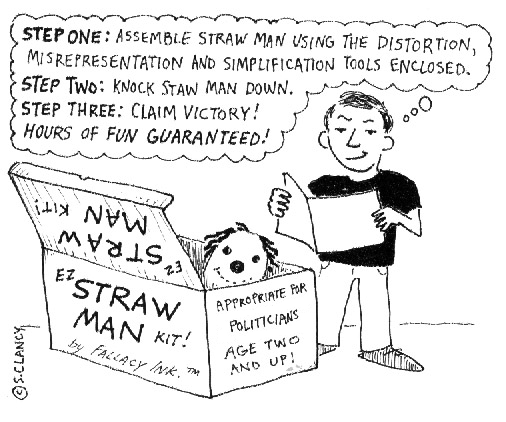 STEP ONE: ASSEMBLE STRAW MAN USING THE DISTORTION,
MISREPRESENTATION AND SIMPLIFICATION TOOLS ENCLOSED.
STEP TWO: KNOCK STAW MAN DOWN.
STEP THREE: CLAIM VICTORY!
HOURS OF FUN GUARANTEED!
EZ
STRAW
MAN KIT!
EZ
STRAW
MAN KIT!
by FALLACY INK.™
APPROPRIATE FOR
POLITICIANS
AGE TWO
AND UP!
© S. CLANCY